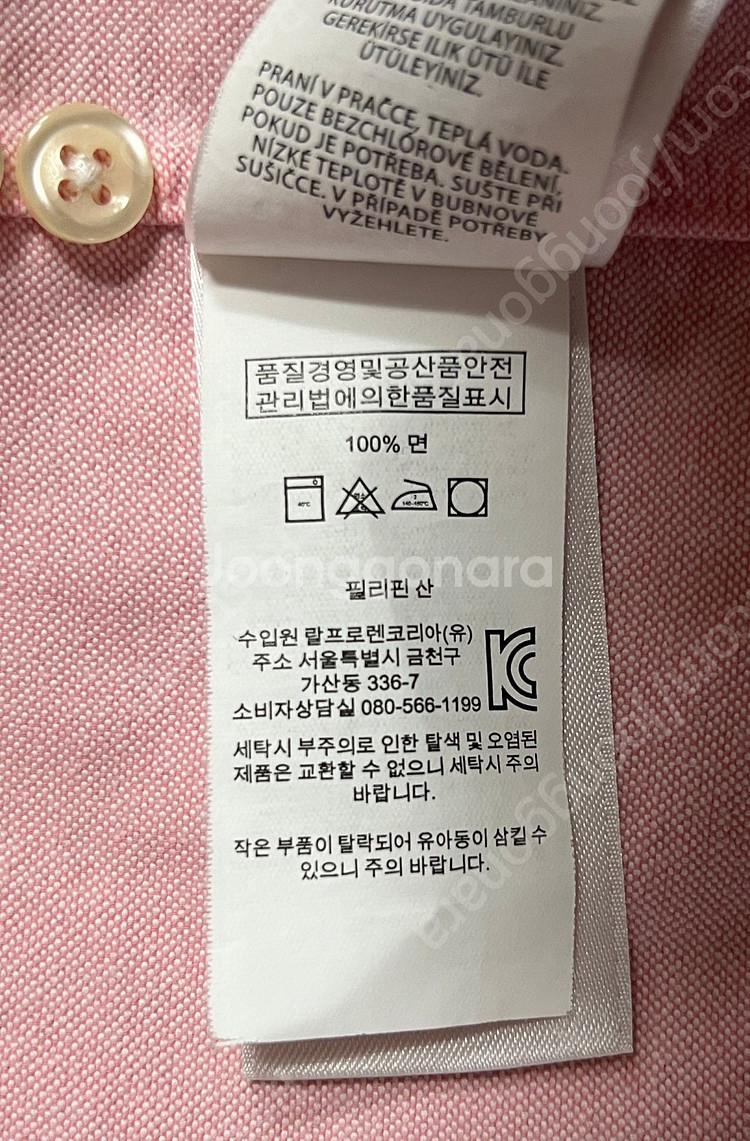 KURUTMA UYGULAYINIZ.
GEREKİRSE ILIK ÜTÜ İLE
ÜTÜLEYİNİZ.
PRANÍ V PRAČCE, TEPLÁ VODA.
POUZE BEZCHLÓROVÉ BĚLENÍ,
POKUD JE POTŘEBA. SUŠTE PŘI
NÍZKÉ TEPLOTĚ V BUBNOVÉ
SUŠIČCE. V PŘÍPADĚ POTŘEBY
VYŽEHLETE.
품질경영및공산품안전
관리법에의한품질표시
100% 면
40℃
140-160℃
Joonggonara
필리핀 산
수입원 랄프로렌코리아(유)
주소 서울특별시 금천구
가산동 336-7
소비자상담실 080-566-1199
세탁시 부주의로 인한 탈색 및 오염된
제품은 교환할 수 없으니 세탁시 주의
바랍니다.
작은 부품이 탈락되어 유아동이 삼킬 수
있으니 주의 바랍니다.